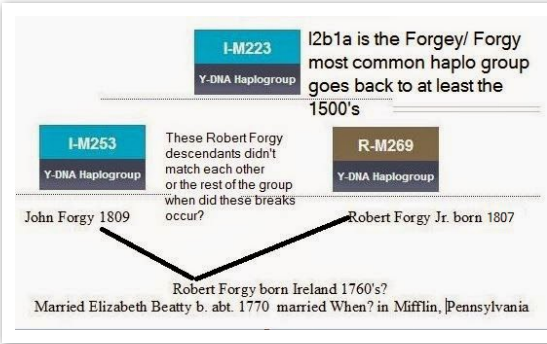 I-M223
Y-DNA Haplogroup
I2b1a is the Forgey/ Forgy
most common haplo group
goes back to at least the
1500's
I-M253
Y-DNA Haplogroup
These Robert Forgy
descendants didn't
match each other
or the rest of the group
when did these breaks
occur?
R-M269
Y-DNA Haplogroup
John Forgy 1809
Robert Forgy Jr. born 1807
Robert Forgy born Ireland 1760's?
Married Elizabeth Beatty b. abt. 1770 married When? in Mifflin, Pennsylvania